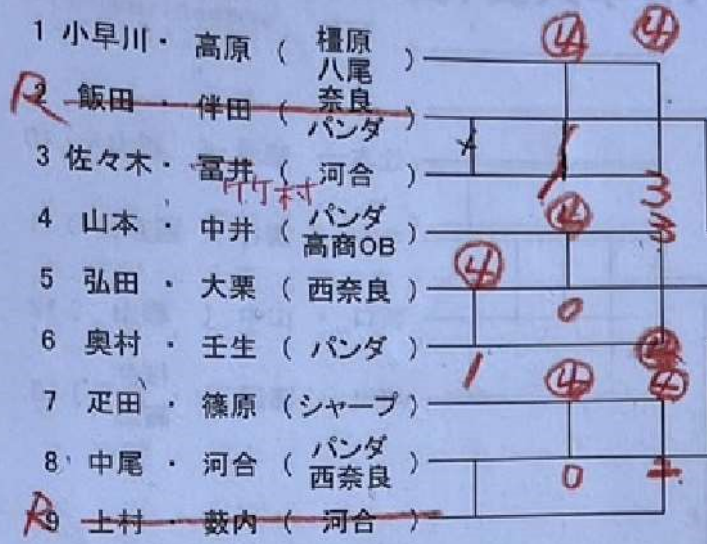 ④ ④
1 小早川・高原 ( 橿原 八尾 )
R 2 飯田・伴田 ( 奈良 パンダ )
3 佐々木・冨井 ( 河合 ) 1 3
竹村
4 山本・中井 ( パンダ 高商OB ) ④ 3
5 弘田・大栗 ( 西奈良 ) ④ 0
6 奥村・壬生 ( パンダ ) 1 ④
7 疋田・篠原 (シャープ) ④ ④
8 中尾・河合 ( パンダ 西奈良 ) 0
R 9 上村・薮内 ( 河合 )